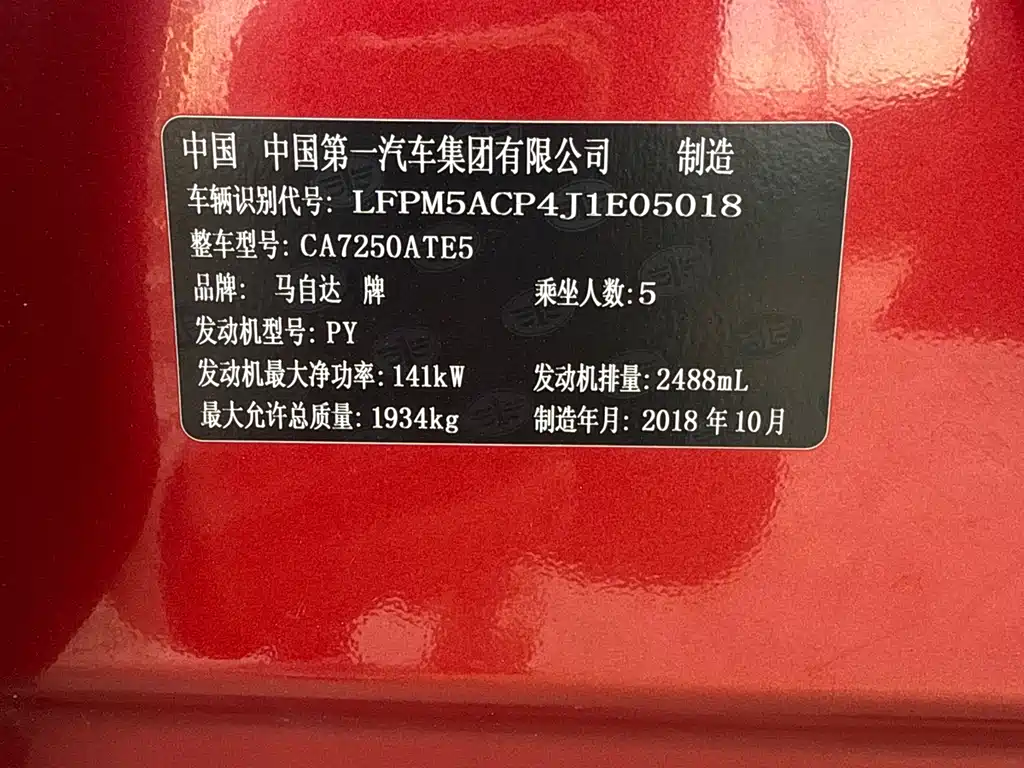 中国 中国第一汽车集团有限公司 制造
车辆识别代号: LFPM5ACP4J1E05018
整车型号: CA7250ATE5
品牌: 马自达 牌 乘坐人数:5
发动机型号: PY
发动机最大净功率:141kW 发动机排量:2488mL
最大允许总质量:1934kg 制造年月: 2018 年 10 月